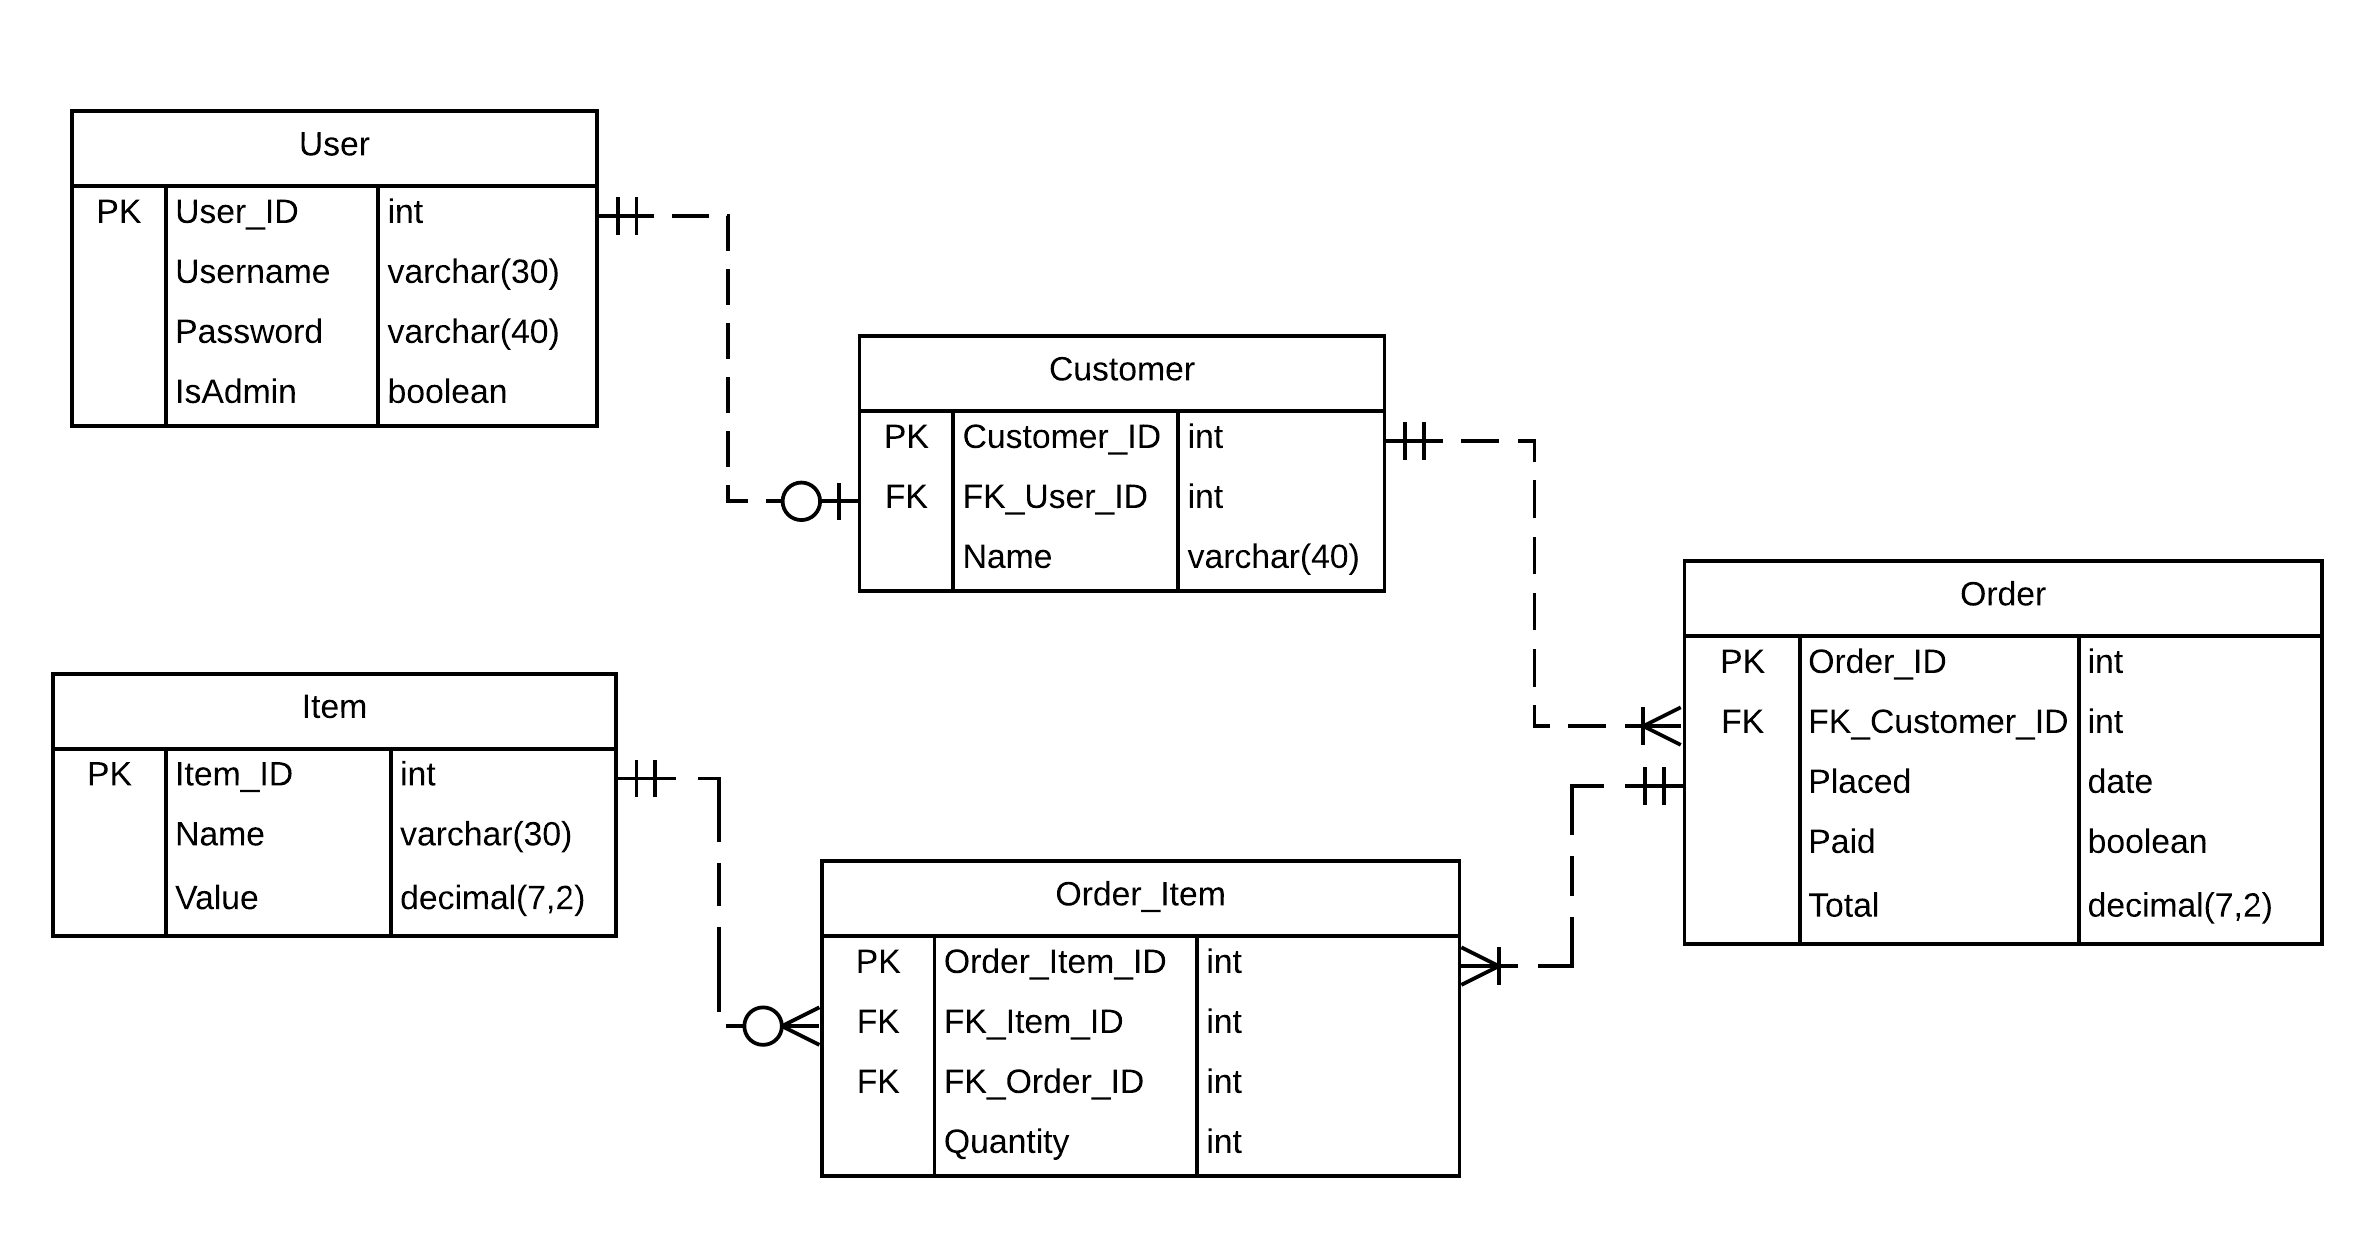 User
PK User_ID int
Username varchar(30)
Password varchar(40)
IsAdmin boolean
Customer
PK Customer_ID int
FK FK_User_ID int
Name varchar(40)
Order
PK Order_ID int
FK FK_Customer_ID int
Placed date
Paid boolean
Total decimal(7,2)
Item
PK Item_ID int
Name varchar(30)
Value decimal(7,2)
Order_Item
PK Order_Item_ID int
FK FK_Item_ID int
FK FK_Order_ID int
Quantity int